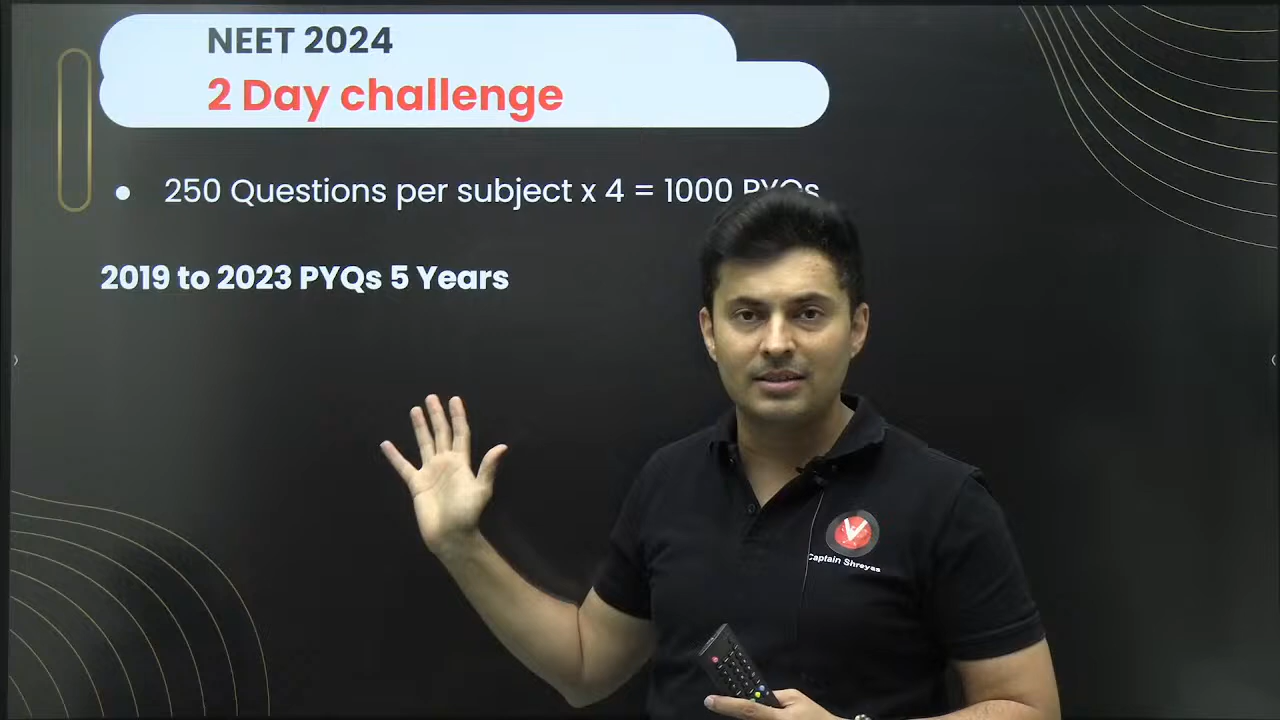 NEET 2024
2 Day challenge
● 250 Questions per subject x 4 = 1000 PYQs
2019 to 2023 PYQs 5 Years
V
Captain Shreyas